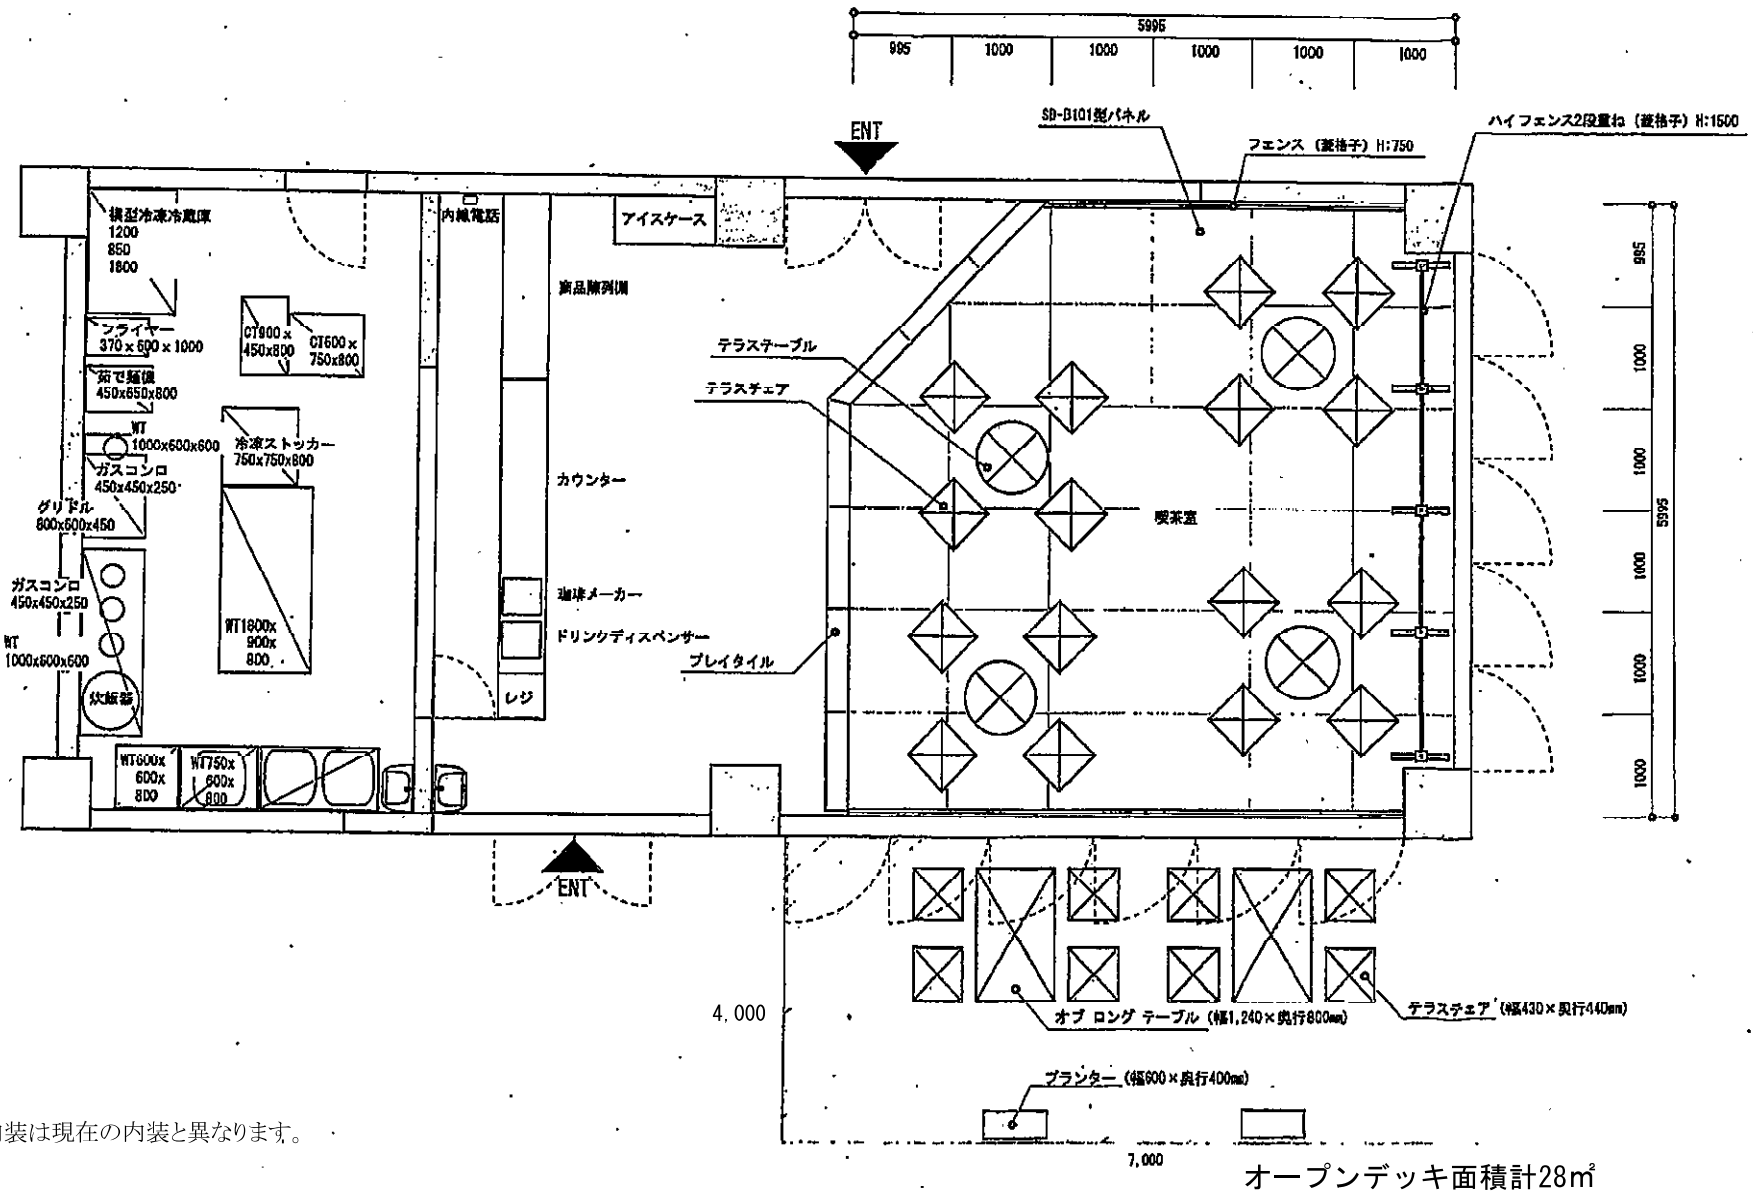 5995
995
1000
1000
1000
1000
1000
SD-B101型パネル
ハイフェンス2段重ね（菱格子）H:1500
ENT
フェンス（菱格子）H:750
横型冷凍冷蔵庫
1200
850
1800
内線電話
アイスケース
商品陳列棚
995
フライヤー
370×600×1000
CT900x
450x800
CT600x
750x800
テラステーブル
1000
茹で麺機
450x650x800
テラスチェア
WT
1000x600x600
冷凍ストッカー
750x750x800
ガスコンロ
450x450x250
カウンター
1000
グリドル
800x600x450
喫茶室
5995
ガスコンロ
450x450x250
珈琲メーカー
1000
WT1800x
900x
800
ドリンクディスペンサー
WT
1000x600x600
プレイタイル
1000
炊飯器
レジ
WT600x
600x
800
WT750x
600x
800
1000
ENT
4,000
オブ ロング テーブル（幅1,240×奥行800mm）
テラスチェア（幅430×奥行440mm）
プランター（幅600×奥行400mm）
内装は現在の内装と異なります。
7,000
オープンデッキ面積計28㎡